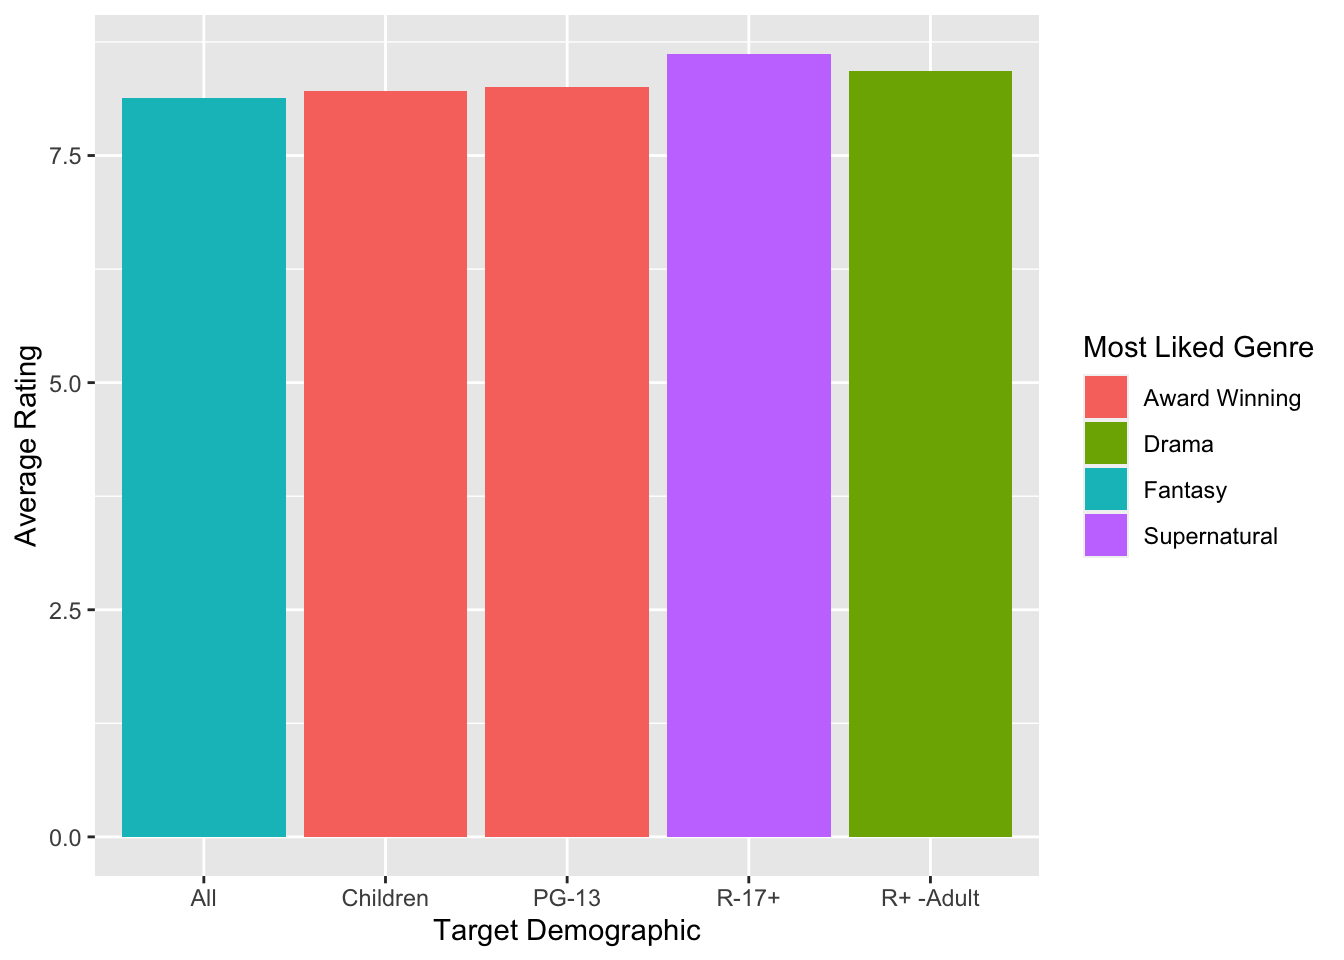 7.5
5.0
2.5
0.0
Average Rating
All
Children
PG-13
R-17+
R+ -Adult
Target Demographic
Most Liked Genre
Award Winning
Drama
Fantasy
Supernatural